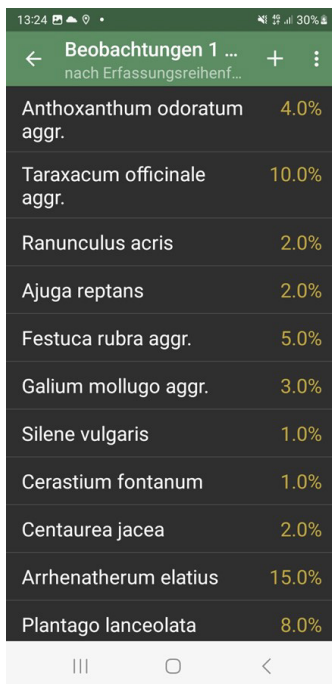 13:24
30%
Beobachtungen 1 ...
nach Erfassungsreihenf...
Anthoxanthum odoratum 4.0%
aggr.
Taraxacum officinale 10.0%
aggr.
Ranunculus acris 2.0%
Ajuga reptans 2.0%
Festuca rubra aggr. 5.0%
Galium mollugo aggr. 3.0%
Silene vulgaris 1.0%
Cerastium fontanum 1.0%
Centaurea jacea 2.0%
Arrhenatherum elatius 15.0%
Plantago lanceolata 8.0%